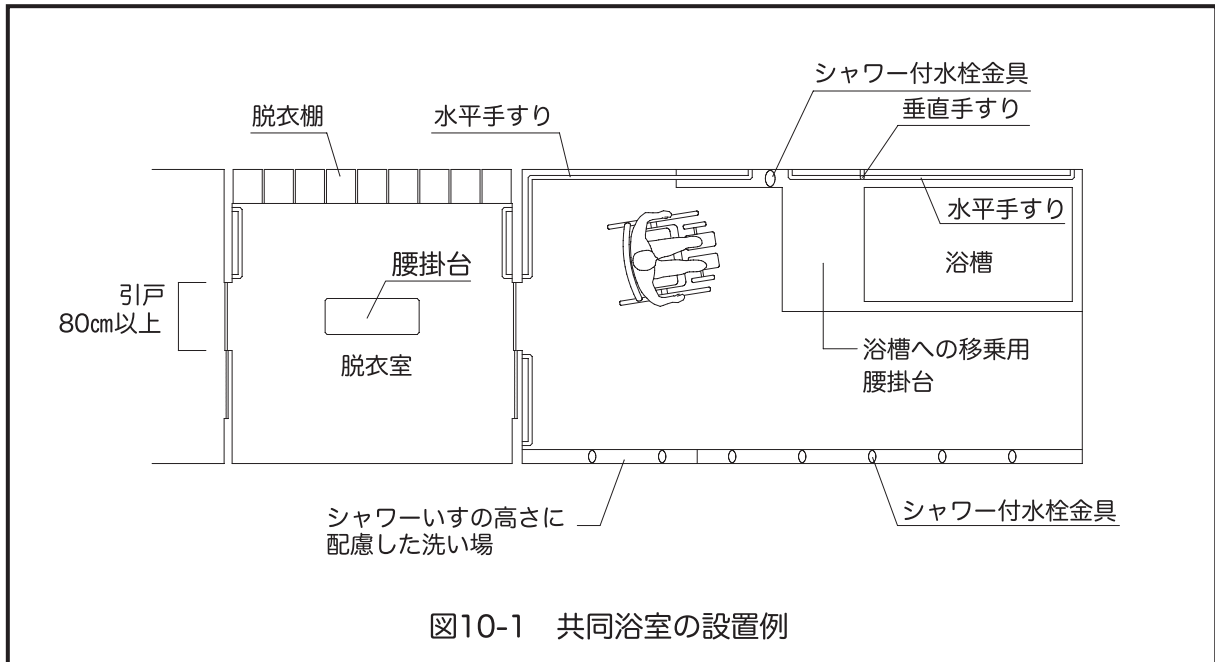 シャワー付水栓金具
脱衣棚
水平手すり
垂直手すり
水平手すり
腰掛台
浴槽
引戸
80㎝以上
脱衣室
浴槽への移乗用
腰掛台
シャワーいすの高さに
配慮した洗い場
シャワー付水栓金具
図10-1 共同浴室の設置例